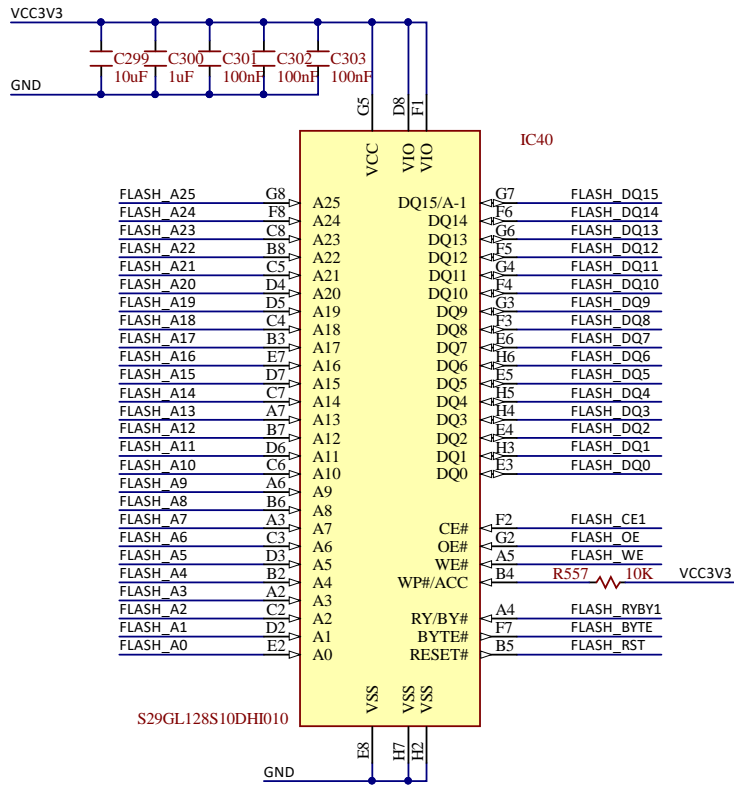 VCC3V3
C299 C300 C301 C302 C303
10uF 1uF 100nF 100nF 100nF
GND
G5 D8 F1
IC40
VCC VIO VIO
FLASH_A25 G8 A25 DQ15/A-1 G7 FLASH_DQ15
FLASH_A24 F8 A24 DQ14 F6 FLASH_DQ14
FLASH_A23 C8 A23 DQ13 G6 FLASH_DQ13
FLASH_A22 B8 A22 DQ12 F5 FLASH_DQ12
FLASH_A21 C5 A21 DQ11 G4 FLASH_DQ11
FLASH_A20 D4 A20 DQ10 F4 FLASH_DQ10
FLASH_A19 D5 A19 DQ9 G3 FLASH_DQ9
FLASH_A18 C4 A18 DQ8 F3 FLASH_DQ8
FLASH_A17 B3 A17 DQ7 E6 FLASH_DQ7
FLASH_A16 E7 A16 DQ6 H6 FLASH_DQ6
FLASH_A15 D7 A15 DQ5 E5 FLASH_DQ5
FLASH_A14 C7 A14 DQ4 H5 FLASH_DQ4
FLASH_A13 A7 A13 DQ3 H4 FLASH_DQ3
FLASH_A12 B7 A12 DQ2 E4 FLASH_DQ2
FLASH_A11 D6 A11 DQ1 H3 FLASH_DQ1
FLASH_A10 C6 A10 DQ0 E3 FLASH_DQ0
FLASH_A9 A6 A9
FLASH_A8 B6 A8
FLASH_A7 A3 A7 CE# F2 FLASH_CE1
FLASH_A6 C3 A6 OE# G2 FLASH_OE
FLASH_A5 D3 A5 WE# A5 FLASH_WE
FLASH_A4 B2 A4 WP#/ACC B4 R557 10K VCC3V3
FLASH_A3 A2 A3
FLASH_A2 C2 A2 RY/BY# A4 FLASH_RYBY1
FLASH_A1 D2 A1 BYTE# F7 FLASH_BYTE
FLASH_A0 E2 A0 RESET# B5 FLASH_RST
VSS VSS VSS
S29GL128S10DHI010
E8 H7 H2
GND